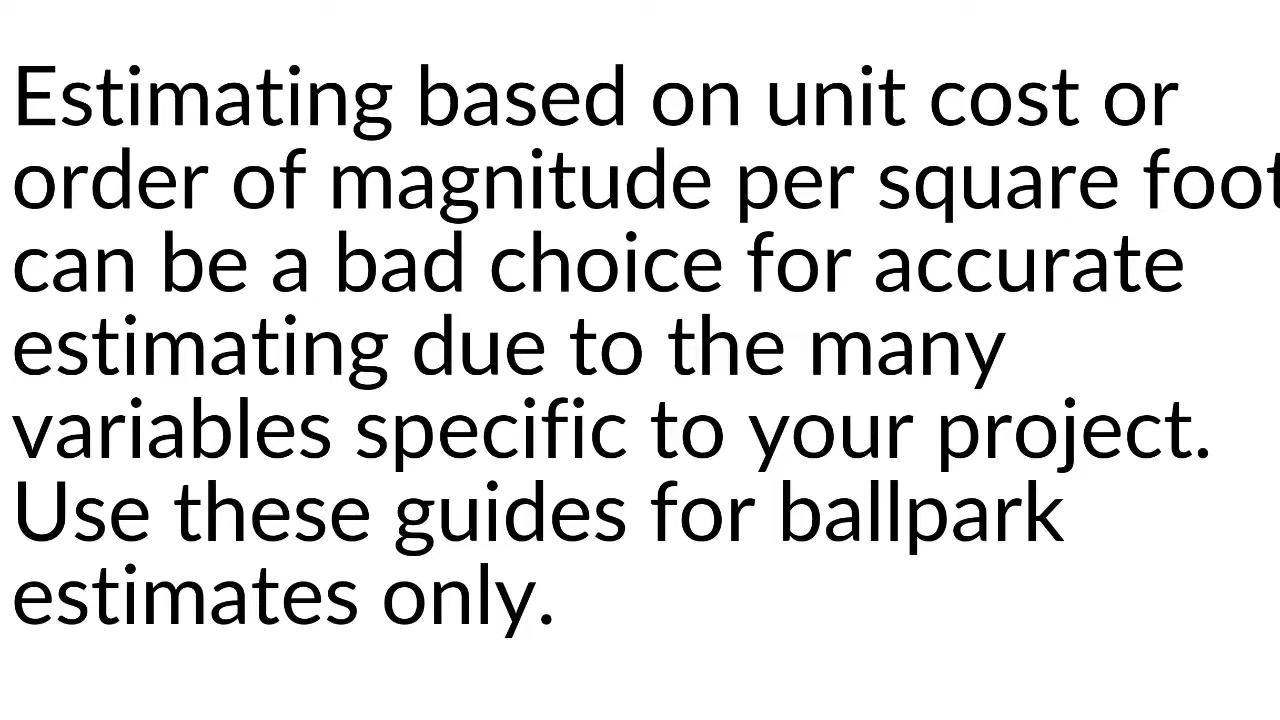 Estimating based on unit cost or
order of magnitude per square foot
can be a bad choice for accurate
estimating due to the many
variables specific to your project.
Use these guides for ballpark
estimates only.